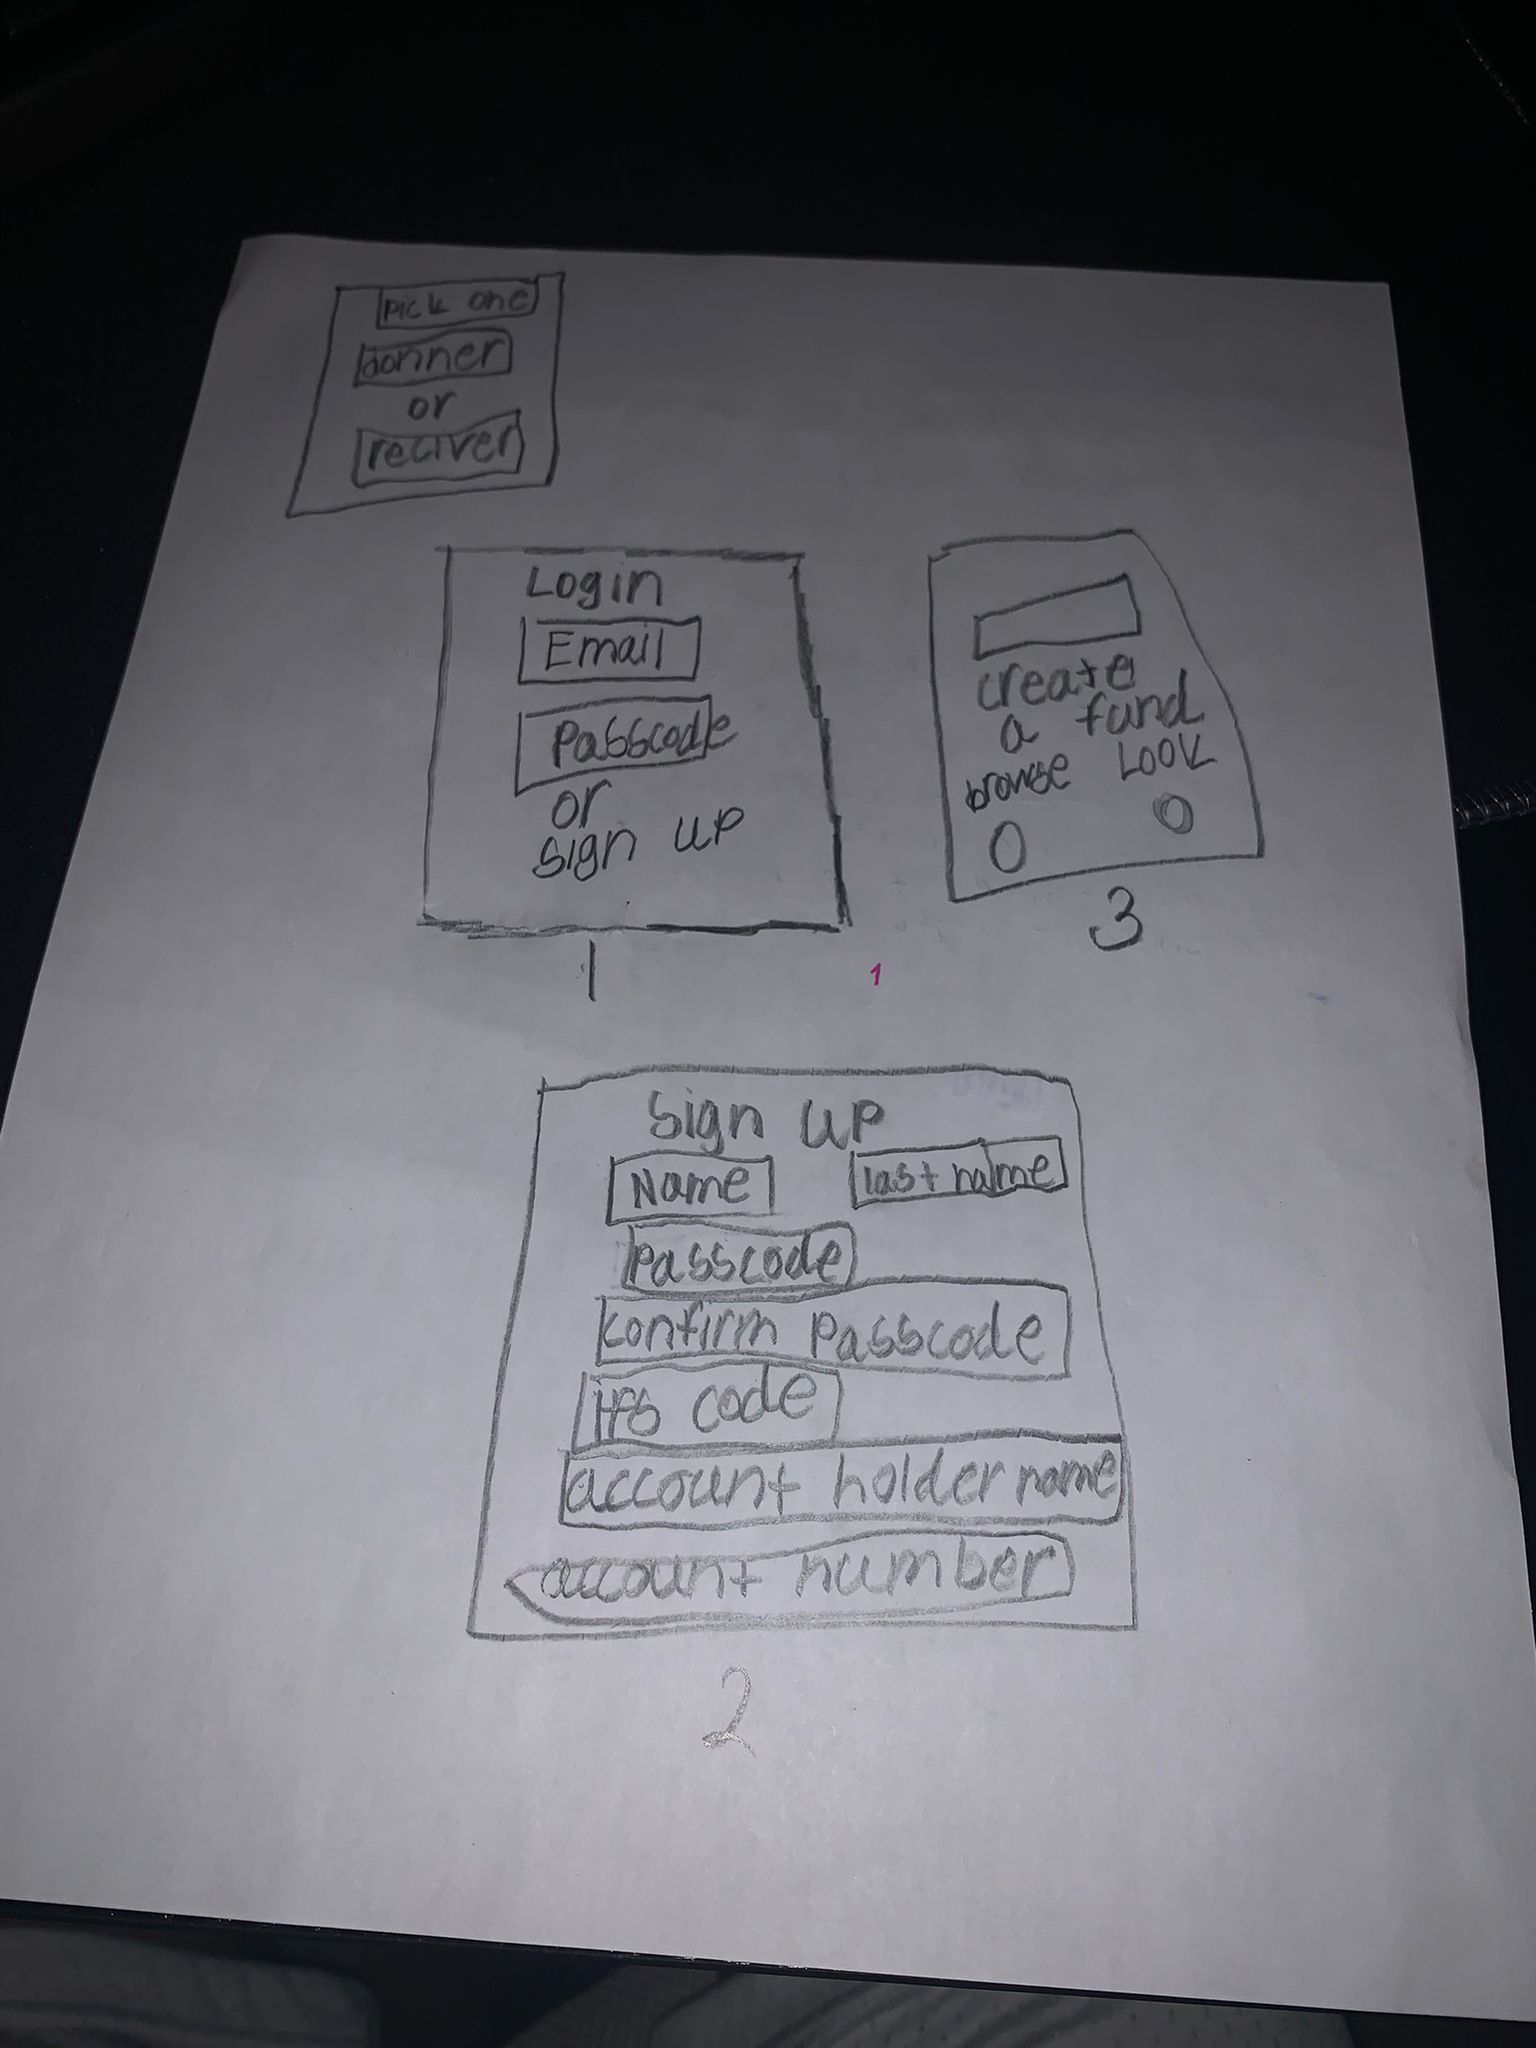 pick one
donner
or
reciver
Login
Email
Passcode
or
sign up
1
create
a fund
browse Look
3
1
Sign up
Name last name
Passcode
Konfirm Passcode
code
account holder name
account number
2